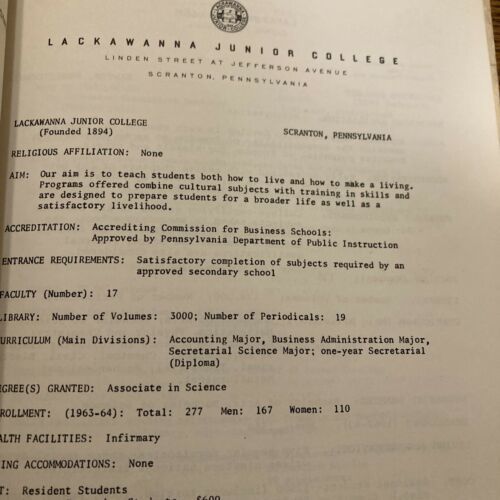 LACKAWANNA JUNIOR COLLEGE
LINDEN STREET AT JEFFERSON AVENUE
SCRANTON, PENNSYLVANIA
LACKAWANNA JUNIOR COLLEGE
(Founded 1894) SCRANTON, PENNSYLVANIA
RELIGIOUS AFFILIATION: None
AIM: Our aim is to teach students both how to live and how to make a living.
Programs offered combine cultural subjects with training in skills and
are designed to prepare students for a broader life as well as a
satisfactory livelihood.
ACCREDITATION: Accrediting Commission for Business Schools:
Approved by Pennsylvania Department of Public Instruction
ENTRANCE REQUIREMENTS: Satisfactory completion of subjects required by an
approved secondary school
FACULTY (Number): 17
LIBRARY: Number of Volumes: 3000; Number of Periodicals: 19
URRICULUM (Main Divisions): Accounting Major, Business Administration Major,
Secretarial Science Major; one-year Secretarial
(Diploma)
EGREE(S) GRANTED: Associate in Science
ROLLMENT: (1963-64): Total: 277 Men: 167 Women: 110
ALTH FACILITIES: Infirmary
ING ACCOMMODATIONS: None
T: Resident Students